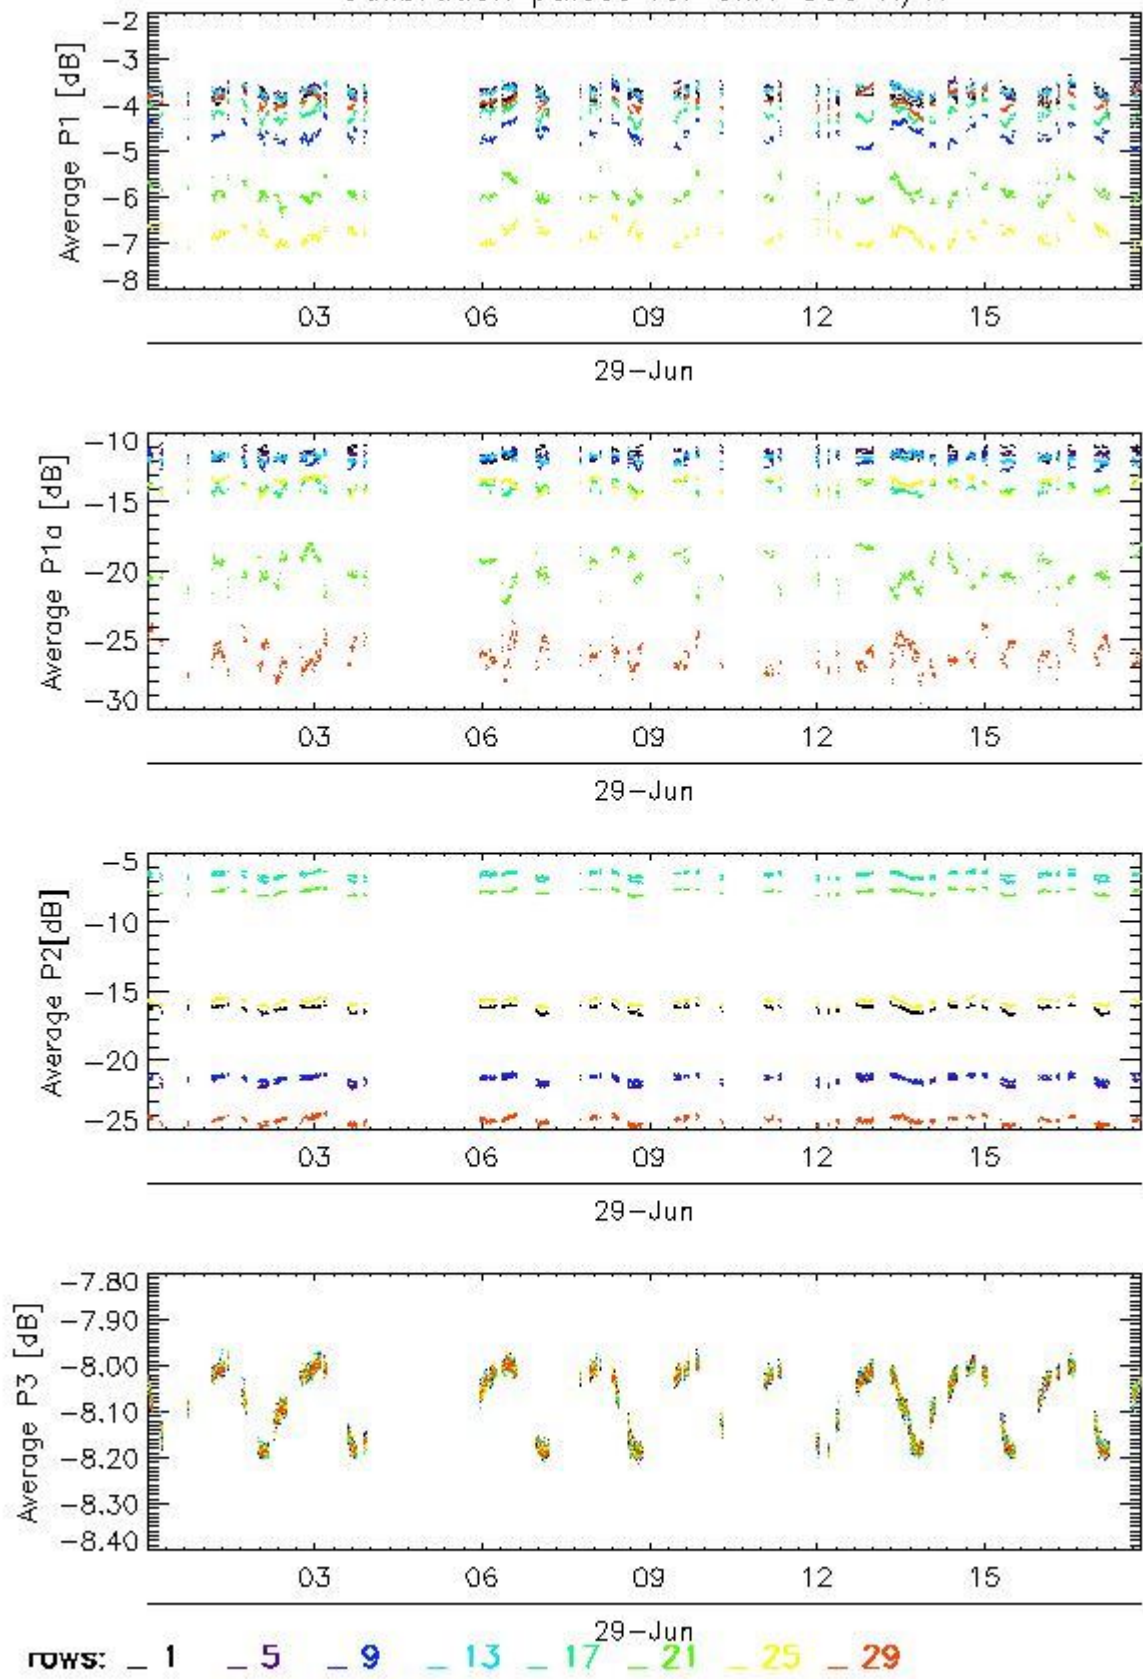 -2
-3
-4
-5
-6
-7
-8
Average P1 [dB]
03 06 09 12 15
29-Jun
-10
-15
-20
-25
-30
Average P1a [dB]
03 06 09 12 15
29-Jun
-5
-10
-15
-20
-25
Average P2[dB]
03 06 09 12 15
29-Jun
-7.80
-7.90
-8.00
-8.10
-8.20
-8.30
-8.40
Average P3 [dB]
03 06 09 12 15
29-Jun
rows: _ 1 _ 5 _ 9 _ 13 _ 17 _ 21 _ 25 _ 29